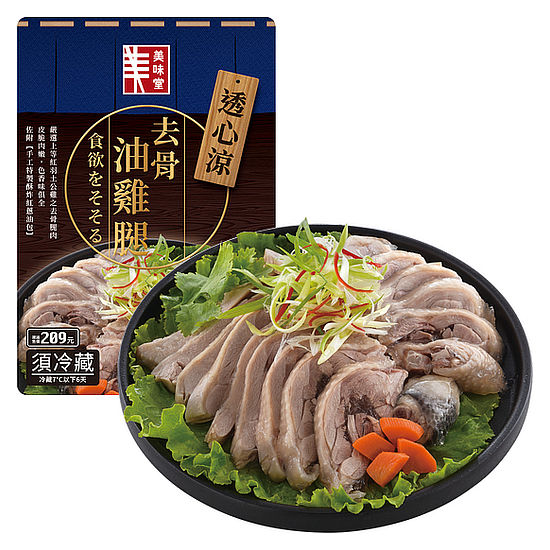 美味堂
透心涼
去骨
油雞腿
食欲をそそる
嚴選上等紅羽土公雞之去骨腿肉
皮脆肉嫩，色香味俱全
佐附【手工特製酥炸紅蔥油包】
209元
須冷藏
冷藏7℃以下6天